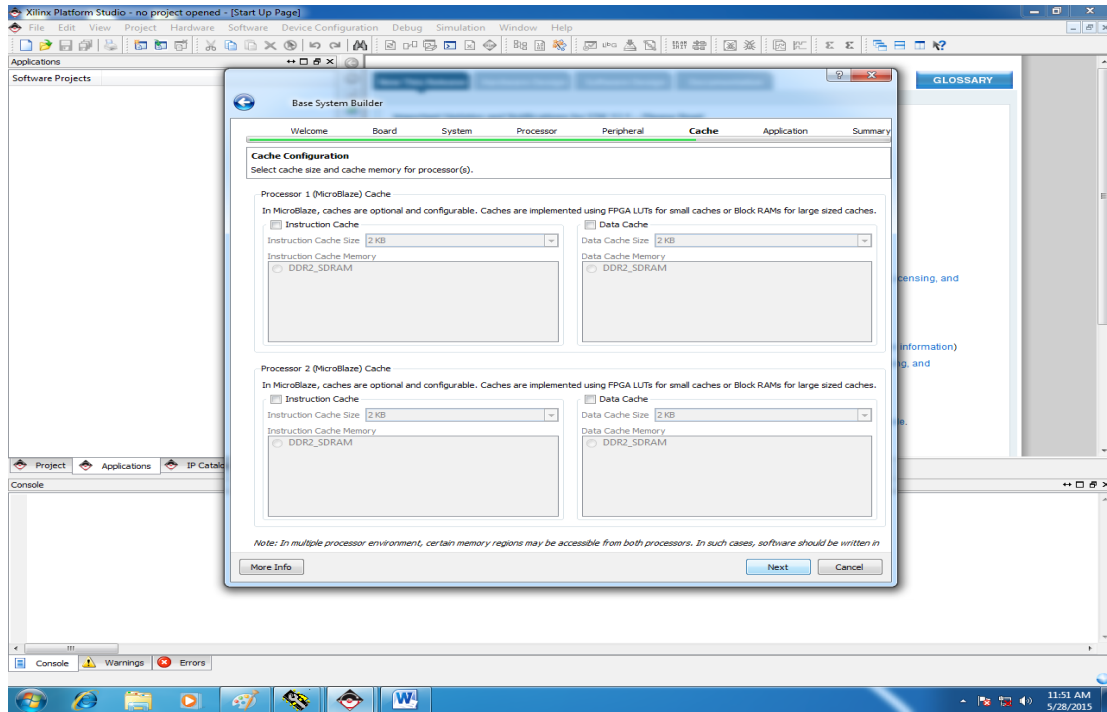 Xilinx Platform Studio - no project opened - [Start Up Page]
File Edit View Project Hardware Software Device Configuration Debug Simulation Window Help
Applications
Software Projects
GLOSSARY
Base System Builder
Welcome Board System Processor Peripheral Cache Application Summary
Cache Configuration
Select cache size and cache memory for processor(s).
Processor 1 (MicroBlaze) Cache
In MicroBlaze, caches are optional and configurable. Caches are implemented using FPGA LUTs for small caches or Block RAMs for large sized caches.
Instruction Cache Data Cache
Instruction Cache Size 2 KB Data Cache Size 2 KB
Instruction Cache Memory Data Cache Memory
DDR2_SDRAM DDR2_SDRAM
censing, and
information)
ng, and
Processor 2 (MicroBlaze) Cache
In MicroBlaze, caches are optional and configurable. Caches are implemented using FPGA LUTs for small caches or Block RAMs for large sized caches.
Instruction Cache Data Cache
Instruction Cache Size 2 KB Data Cache Size 2 KB
Instruction Cache Memory Data Cache Memory
le.
DDR2_SDRAM DDR2_SDRAM
Project Applications IP Catalo
Console
Note: In multiple processor environment, certain memory regions may be accessible from both processors. In such cases, software should be written in
More Info Next Cancel
Console Warnings Errors
11:51 AM
5/28/2015